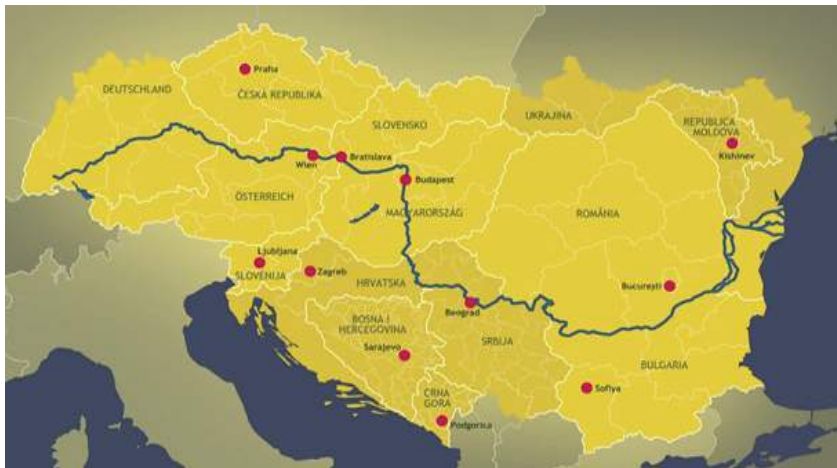 Praha
DEUTSCHLAND
ČESKA REPUBLIKA
SLOVENSKO
UKRAJINA
REPUBLICA
MOLDOVA
Kishinev
Wien
Bratislava
Budapest
ÖSTERREICH
MAGYARORSZÁG
ROMÂNIA
Ljubljana
SLOVENIJA
Zagreb
HRVATSKA
Beograd
București
BOSNA I
HERCEGOVINA
Sarajevo
SRBIJA
BULGARIA
CRNA
GORA
Sofiya
Podgorica